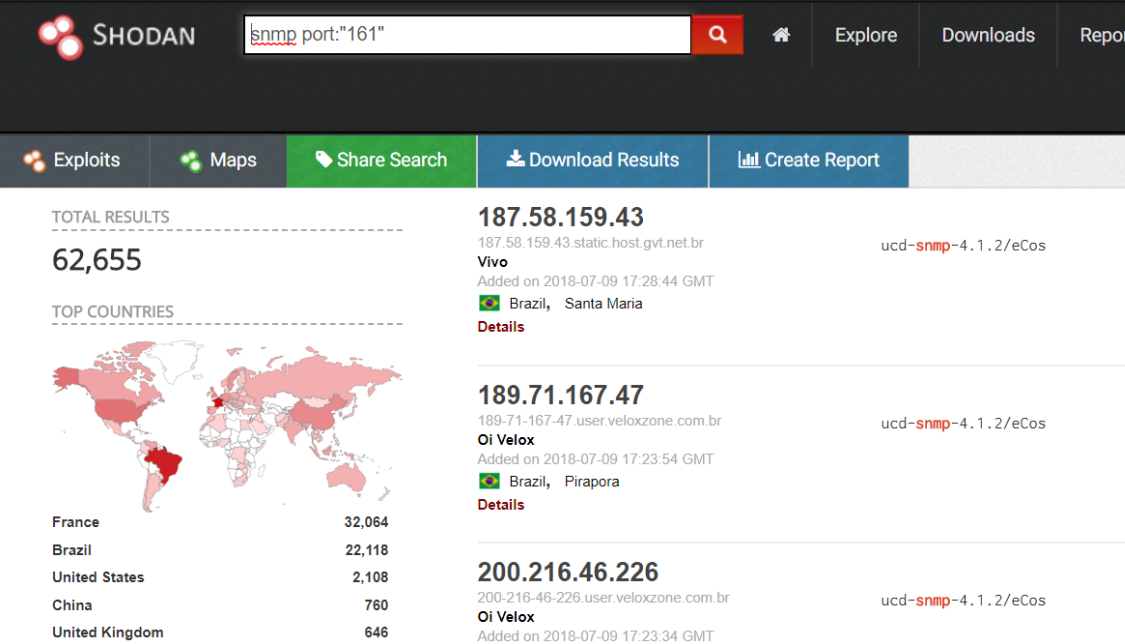 SHODAN
snmp port:"161"
Explore
Downloads
Exploits
Maps
Share Search
Download Results
Create Report
TOTAL RESULTS
62,655
TOP COUNTRIES
France 32,064
Brazil 22,118
United States 2,108
China 760
United Kingdom 646
187.58.159.43
187.58.159.43.static.host.gvt.net.br
Vivo
Added on 2018-07-09 17:28:44 GMT
Brazil, Santa Maria
Details
ucd-snmp-4.1.2/eCos
189.71.167.47
189-71-167-47.user.veloxzone.com.br
Oi Velox
Added on 2018-07-09 17:23:54 GMT
Brazil, Pirapora
Details
ucd-snmp-4.1.2/eCos
200.216.46.226
200-216-46-226.user.veloxzone.com.br
Oi Velox
Added on 2018-07-09 17:23:34 GMT
ucd-snmp-4.1.2/eCos